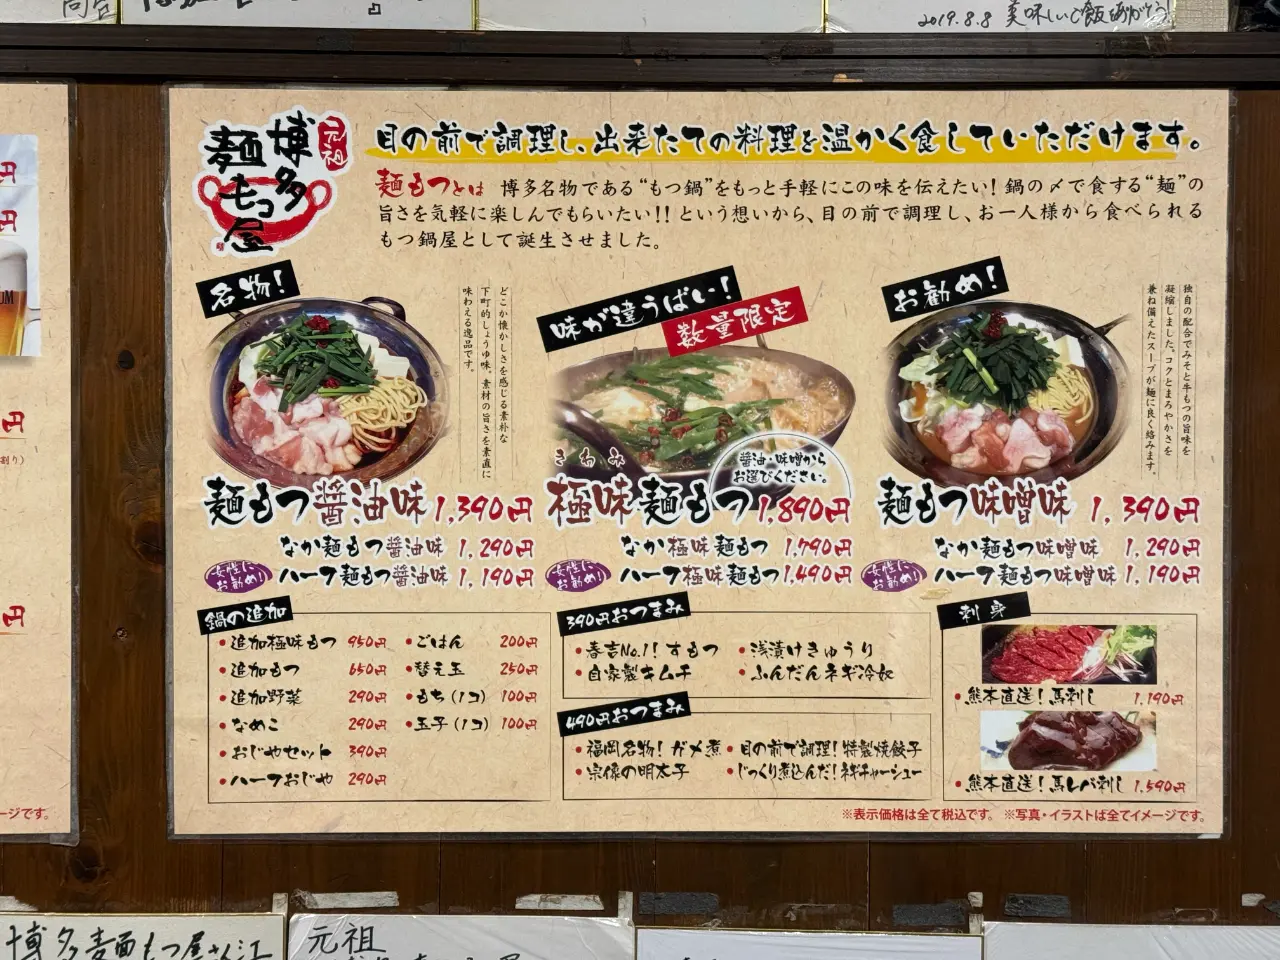 2019.8.8 美味しいご飯ありがとう
元祖
博多
麺もつ屋
目の前で調理し、出来たての料理を温かく食していただけます。
麺もつとは 博多名物である“もつ鍋”をもっと手軽にこの味を伝えたい！鍋の〆で食する“麺”の
旨さを気軽に楽しんでもらいたい!! という想いから、目の前で調理し、お一人様から食べられる
もつ鍋屋として誕生させました。
名物！
どこか懐かしさを感じる素朴な
下町的しょうゆ味。素材の旨さを素直に
味わえる逸品です。
麺もつ醤油味 1,390円
なか麺もつ醤油味 1,290円
女性にお勧め！
ハーフ麺もつ醤油味 1,190円
味が違うばい！
数量限定
醤油・味噌から
お選びください。
きわみ
極味麺もつ 1,890円
なか極味麺もつ 1,790円
女性にお勧め！
ハーフ極味麺もつ 1,490円
お勧め！
独自の配合でみそと牛もつの旨味を
凝縮しました。コクとまろやかさを
兼ね備えたスープが麺に良く絡みます。
麺もつ味噌味 1,390円
なか麺もつ味噌味 1,290円
女性にお勧め！
ハーフ麺もつ味噌味 1,190円
鍋の追加
・追加極味もつ 950円
・追加もつ 650円
・追加野菜 290円
・なめこ 290円
・おじやセット 390円
・ハーフおじや 290円
・ごはん 200円
・替え玉 250円
・もち（1コ） 100円
・玉子（1コ） 100円
390円おつまみ
・春吉No.1！すもつ ・浅漬けきゅうり
・自家製キムチ ・ふんだんネギ冷奴
490円おつまみ
・福岡名物！ガメ煮 ・目の前で調理！特製焼餃子
・宗像の明太子 ・じっくり煮込んだ！ネギチャーシュー
刺身
・熊本直送！馬刺し 1,190円
・熊本直送！馬レバ刺し 1,590円
※表示価格は全て税込です。 ※写真・イラストは全てイメージです。
円
円
円
割り）
円
ージです。
博多麺もつ屋さん江
元祖